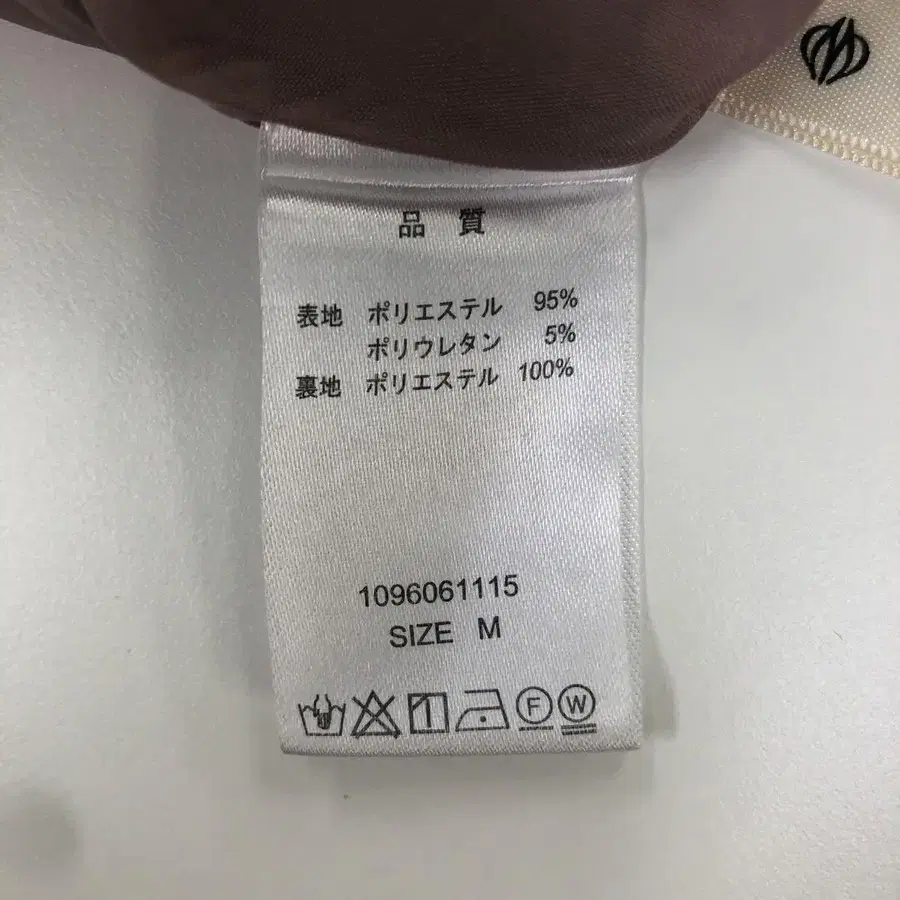 品 質
表地 ポリエステル 95%
ポリウレタン 5%
裏地 ポリエステル 100%
1096061115
SIZE M
F W